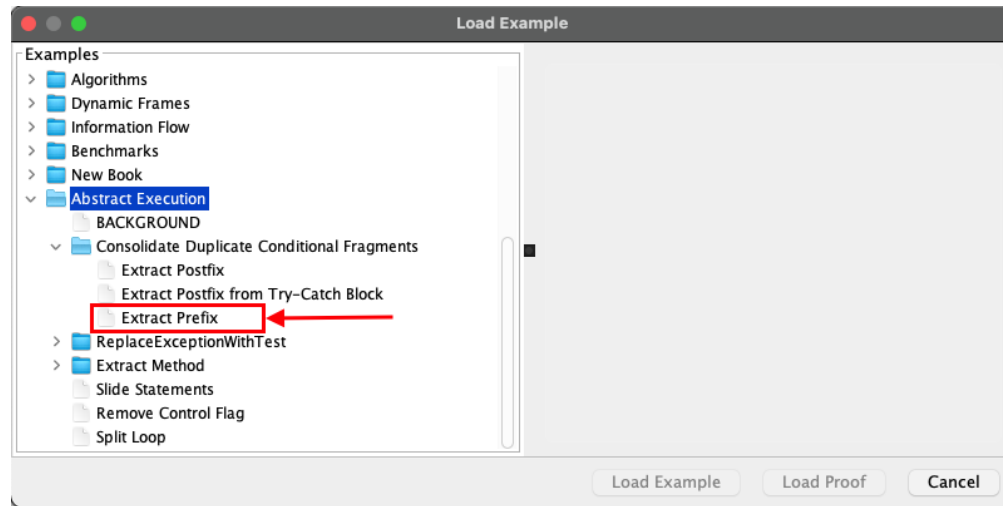 Load Example
Examples
Algorithms
Dynamic Frames
Information Flow
Benchmarks
New Book
Abstract Execution
BACKGROUND
Consolidate Duplicate Conditional Fragments
Extract Postfix
Extract Postfix from Try-Catch Block
Extract Prefix
ReplaceExceptionWithTest
Extract Method
Slide Statements
Remove Control Flag
Split Loop
Load Example Load Proof Cancel